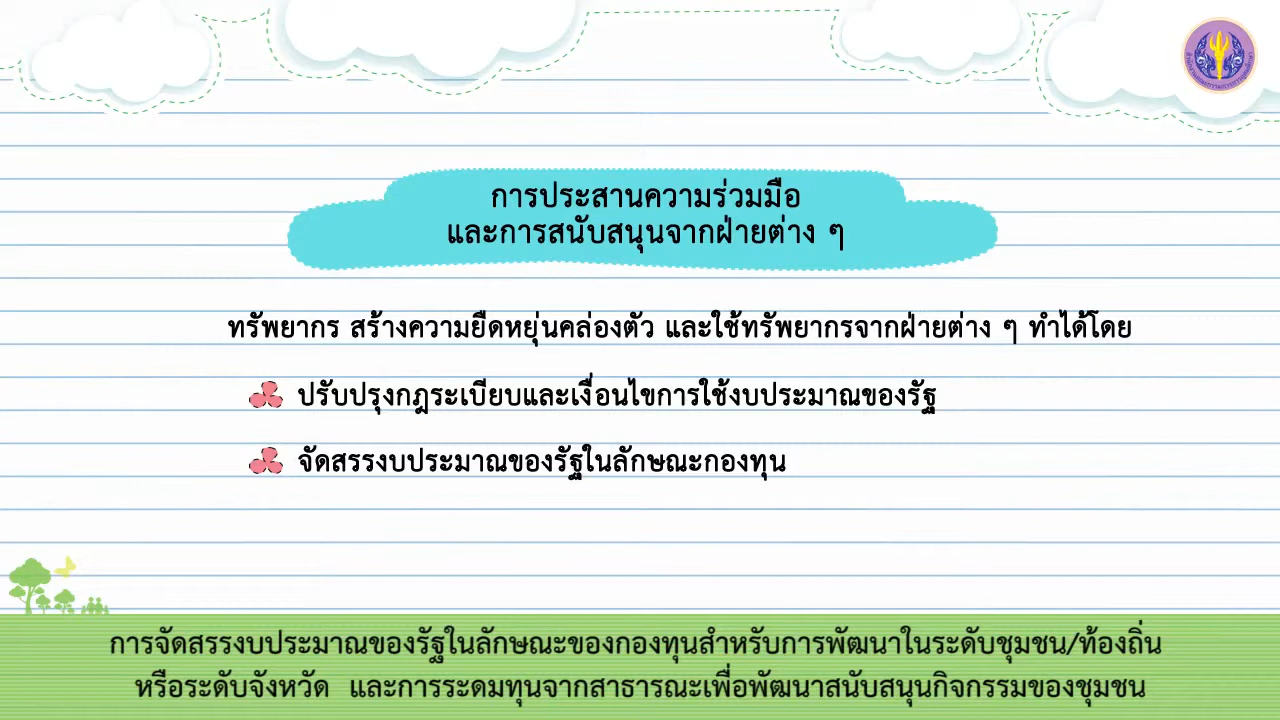 การประสานความร่วมมือ
และการสนับสนุนจากฝ่ายต่าง ๆ
ทรัพยากร สร้างความยืดหยุ่นคล่องตัว และใช้ทรัพยากรจากฝ่ายต่าง ๆ ทำได้โดย
ปรับปรุงกฎระเบียบและเงื่อนไขการใช้งบประมาณของรัฐ
จัดสรรงบประมาณของรัฐในลักษณะกองทุน
การจัดสรรงบประมาณของรัฐในลักษณะของกองทุนสำหรับการพัฒนาในระดับชุมชน/ท้องถิ่น
หรือระดับจังหวัด และการระดมทุนจากสาธารณะเพื่อพัฒนาสนับสนุนกิจกรรมของชุมชน